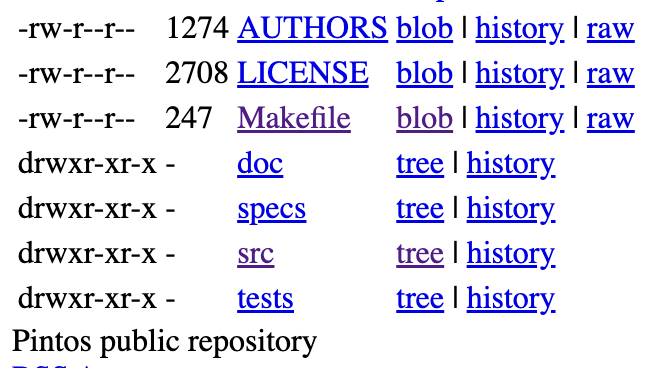 -rw-r--r-- 1274 AUTHORS blob | history | raw
-rw-r--r-- 2708 LICENSE blob | history | raw
-rw-r--r-- 247 Makefile blob | history | raw
drwxr-xr-x - doc tree | history
drwxr-xr-x - specs tree | history
drwxr-xr-x - src tree | history
drwxr-xr-x - tests tree | history
Pintos public repository